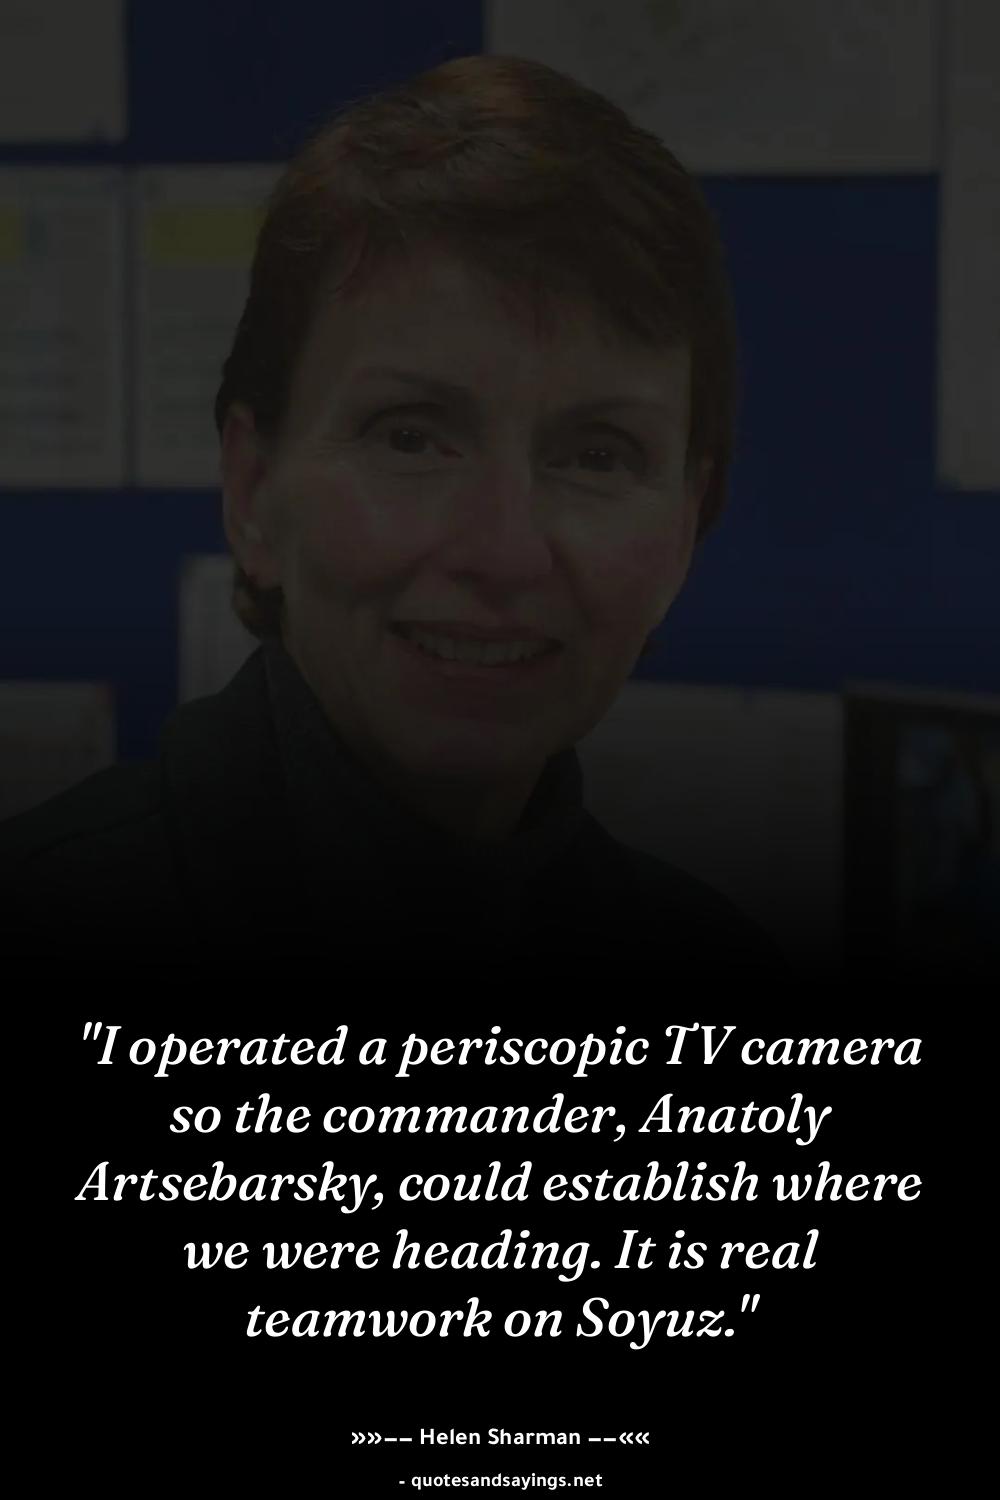 "I operated a periscopic TV camera
so the commander, Anatoly
Artsebarsky, could establish where
we were heading. It is real
teamwork on Soyuz."
»»−− Helen Sharman −−««
- quotesandsayings.net